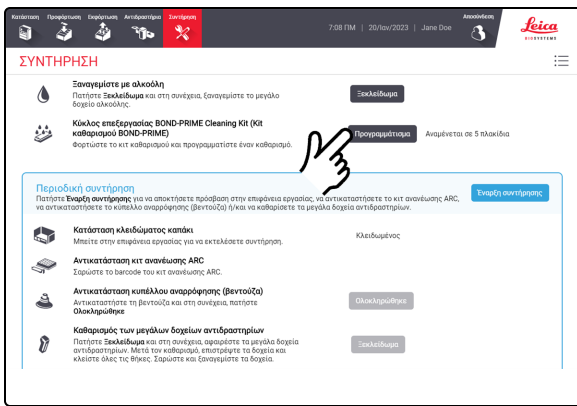 Κατάσταση Προφόρτωση Εκφόρτωση Αντιδραστήρια Συντήρηση
7:08 ΠΜ | 20/Ιαν/2023 | Jane Doe
Αποσύνδεση
Leica
BIOSYSTEMS
ΣΥΝΤΗΡΗΣΗ
Ξαναγεμίστε με αλκοόλη
Πατήστε Ξεκλείδωμα και στη συνέχεια, ξαναγεμίστε το μεγάλο
δοχείο αλκοόλης.
Ξεκλείδωμα
Κύκλος επεξεργασίας BOND-PRIME Cleaning Kit (Κιτ
καθαρισμού BOND-PRIME)
Φορτώστε το κιτ καθαρισμού και προγραμματίστε έναν καθαρισμό.
Προγραμμάτισμα
Αναμένεται σε 5 πλακίδια
Περιοδική συντήρηση
Πατήστε Έναρξη συντήρησης για να αποκτήσετε πρόσβαση στην επιφάνεια εργασίας, να αντικαταστήσετε το κιτ ανανέωσης ARC,
να αντικαταστήσετε το κύπελλο αναρρόφησης (βεντούζα) ή/και να καθαρίσετε τα μεγάλα δοχεία αντιδραστηρίων.
Έναρξη συντήρησης
Κατάσταση κλειδώματος καπάκι
Μπείτε στην επιφάνεια εργασίας για να εκτελέσετε συντήρηση.
Κλειδωμένος
Αντικατάσταση κιτ ανανέωσης ARC
Σαρώστε το barcode του κιτ ανανέωσης ARC.
Αντικατάσταση κυπέλλου αναρρόφησης (βεντούζα)
Αντικαταστήστε τη βεντούζα και στη συνέχεια, πατήστε
Ολοκληρώθηκε
Ολοκληρώθηκε
Καθαρισμός των μεγάλων δοχείων αντιδραστηρίων
Πατήστε Ξεκλείδωμα και στη συνέχεια, αφαιρέστε τα μεγάλα δοχεία
αντιδραστηρίων. Μετά τον καθαρισμό, επιστρέψτε τα δοχεία και
κλείστε όλες τις θήκες. Σαρώστε και ξαναγεμίστε τα δοχεία.
Ξεκλείδωμα